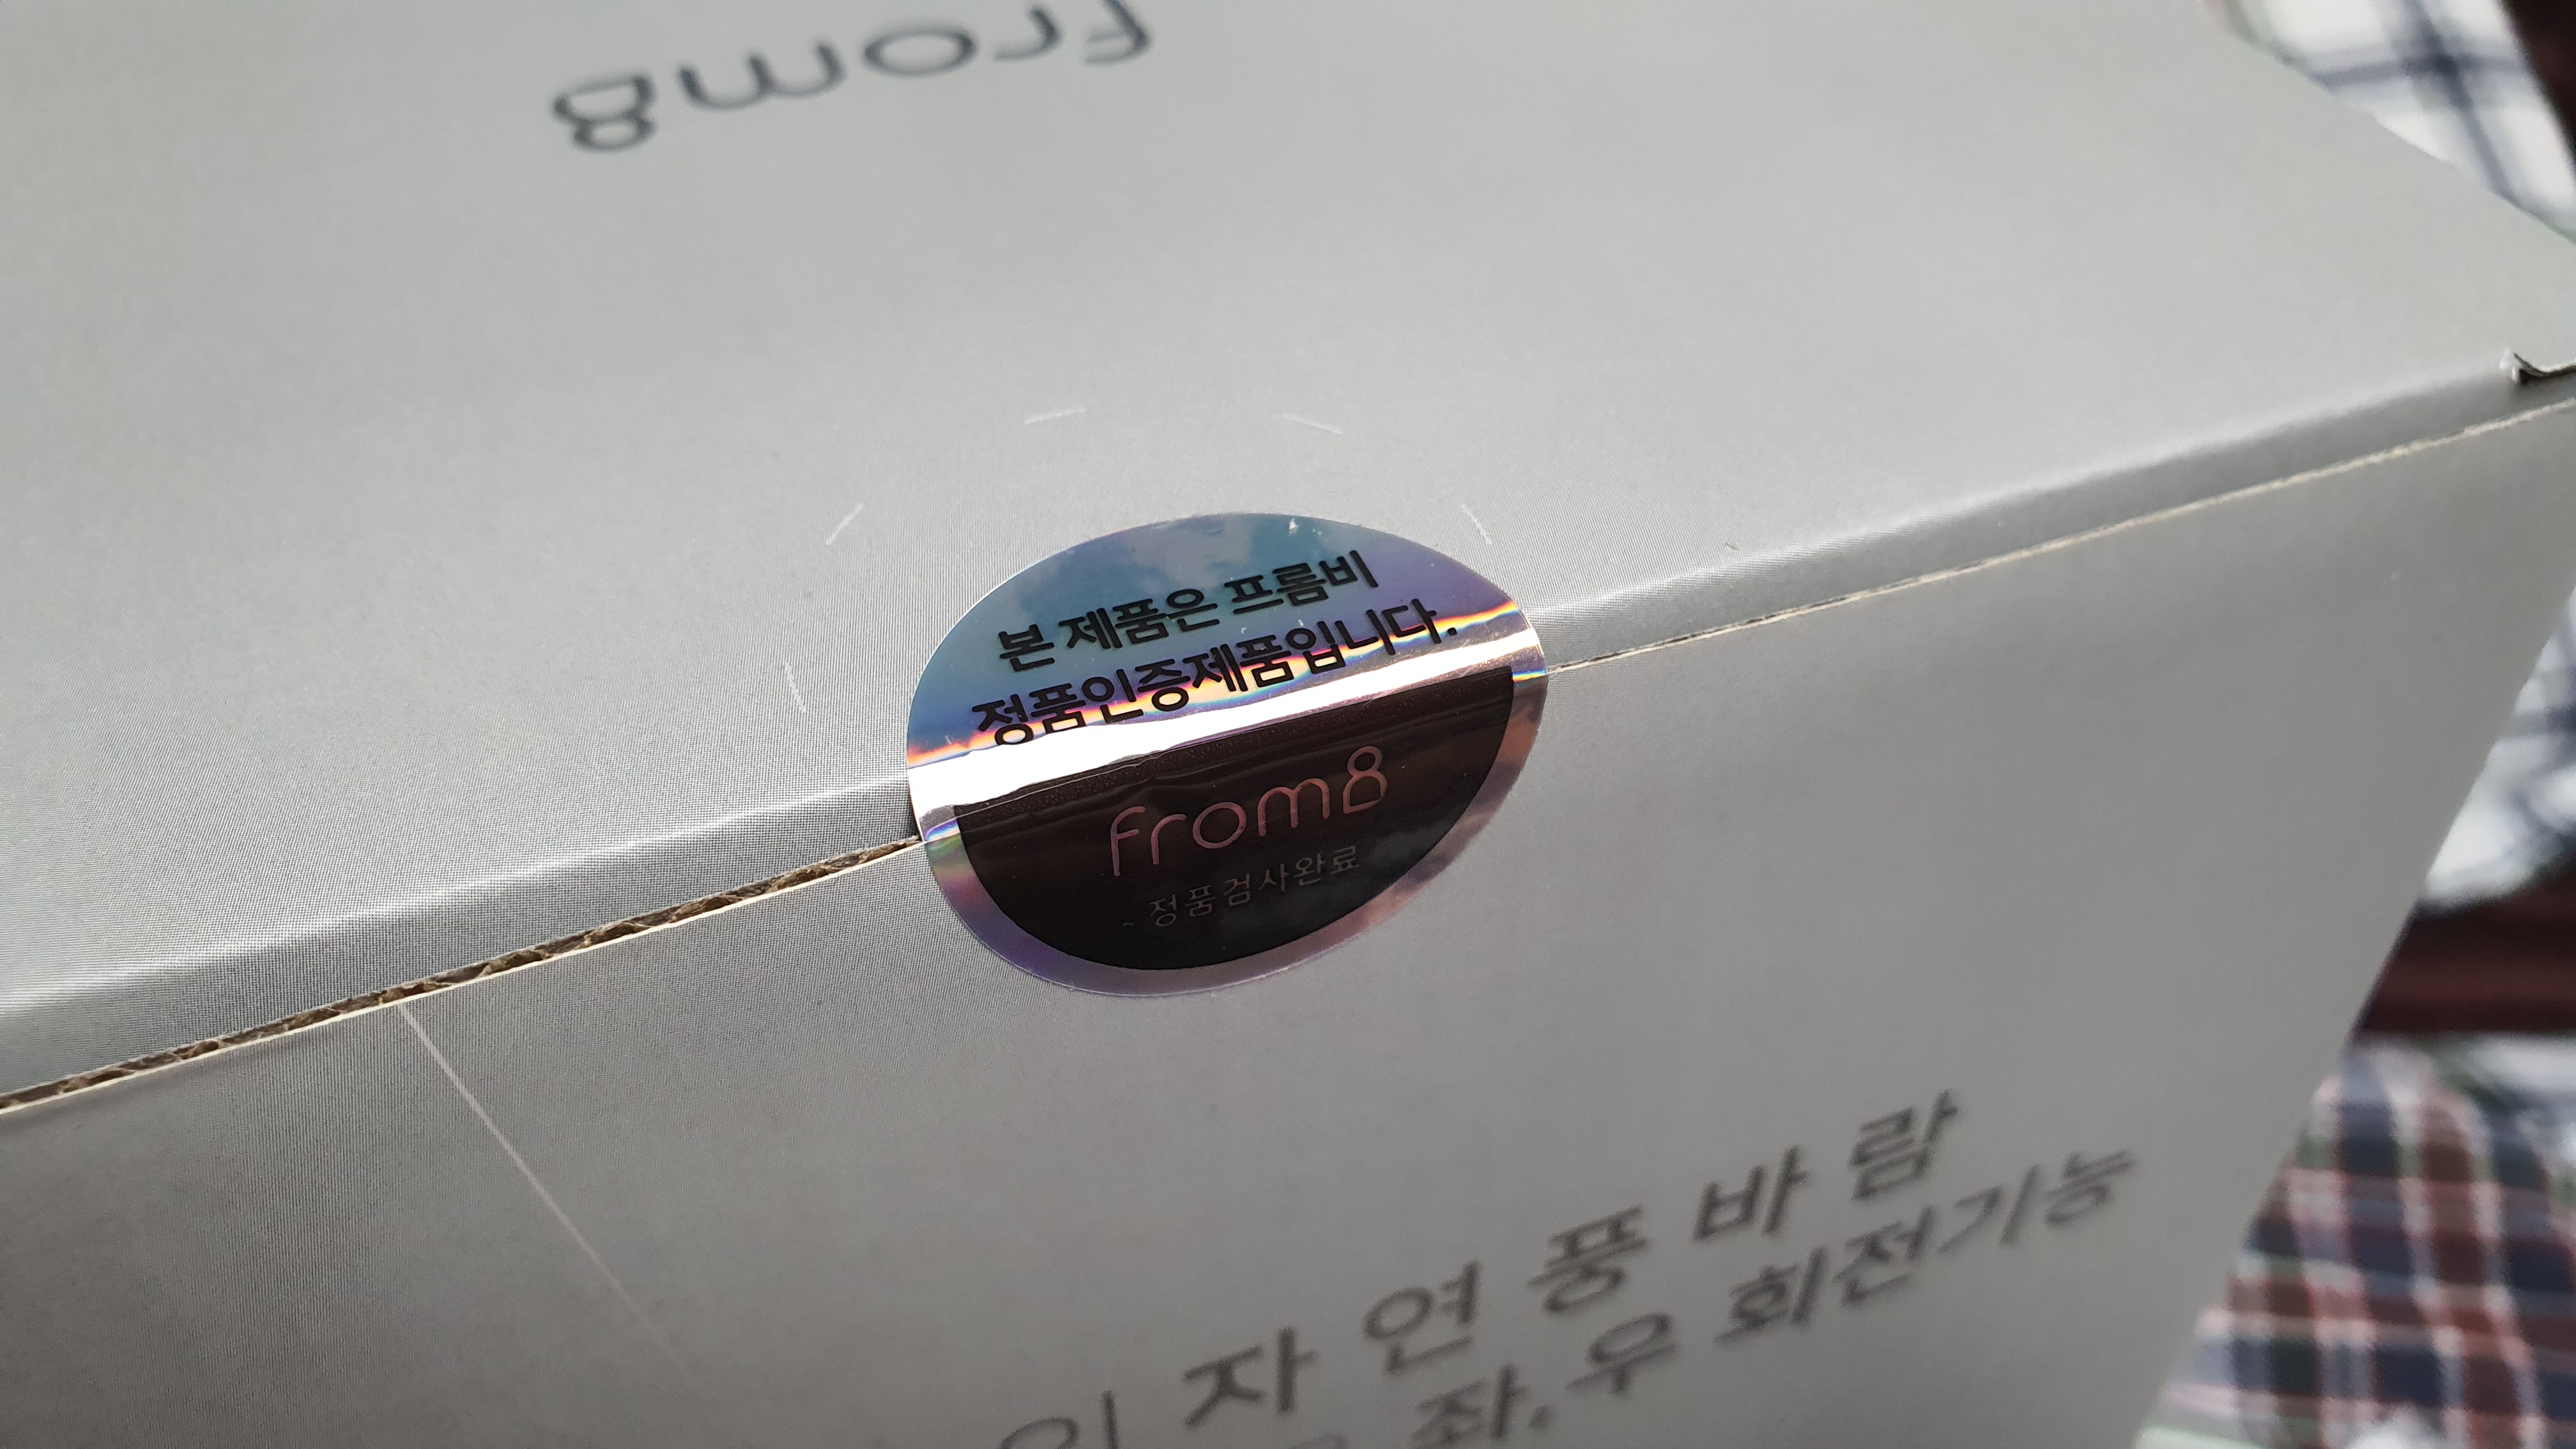 from8
본 제품은 프롬비
정품인증제품입니다.
from8
정품검사완료
자연풍바람
좌,우 회전기능